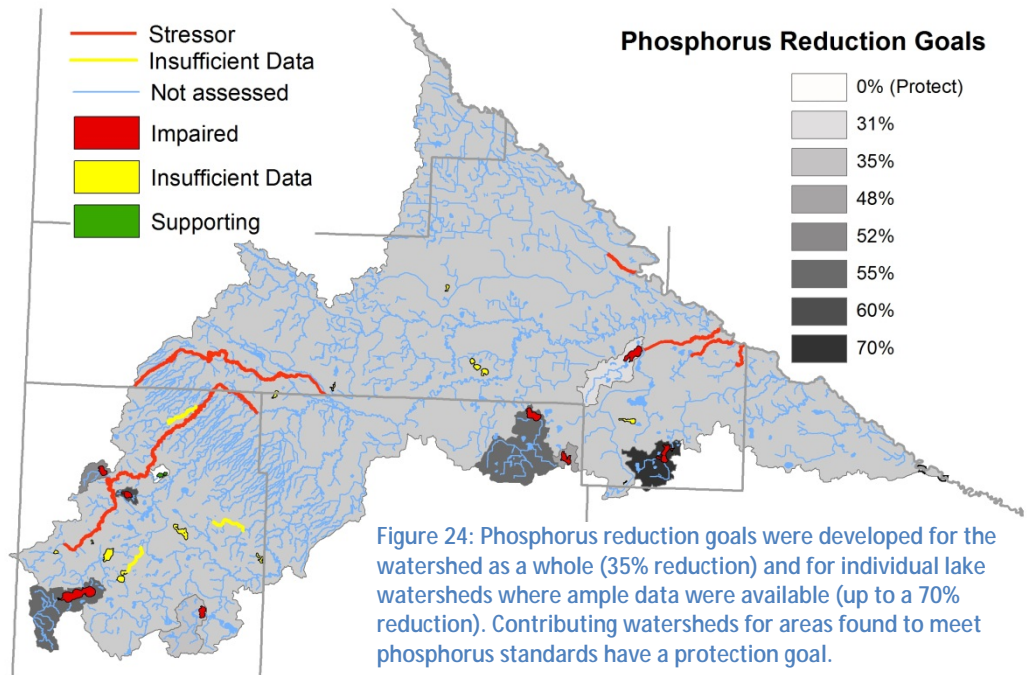 Stressor
Insufficient Data
Not assessed
Impaired
Insufficient Data
Supporting
Phosphorus Reduction Goals
0% (Protect)
31%
35%
48%
52%
55%
60%
70%
Figure 24: Phosphorus reduction goals were developed for the
watershed as a whole (35% reduction) and for individual lake
watersheds where ample data were available (up to a 70%
reduction). Contributing watersheds for areas found to meet
phosphorus standards have a protection goal.